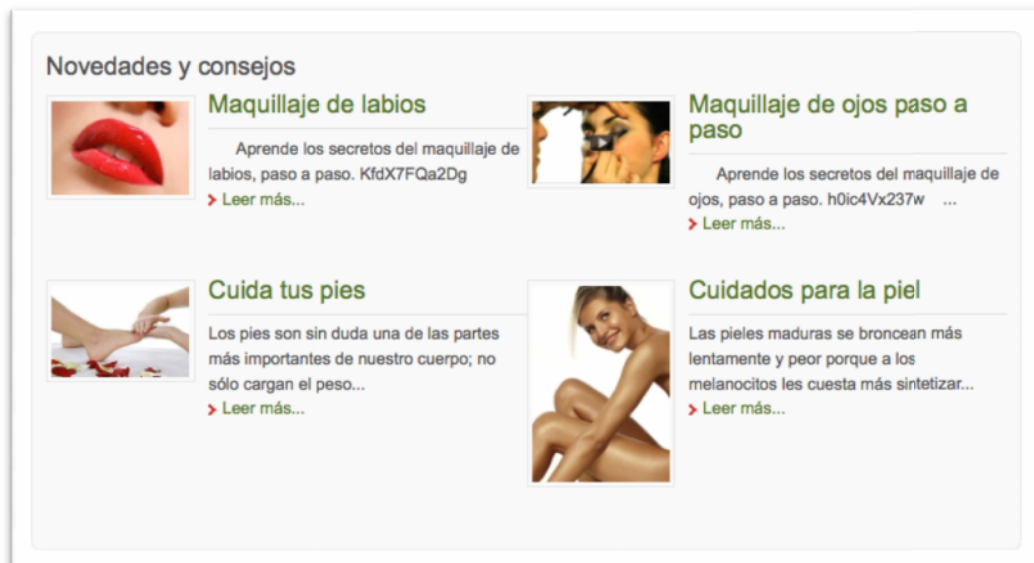 Novedades y consejos
Maquillaje de labios
Aprende los secretos del maquillaje de
labios, paso a paso. KfdX7FQa2Dg
Leer más...
Maquillaje de ojos paso a
paso
Aprende los secretos del maquillaje de
ojos, paso a paso. h0ic4Vx237w ...
Leer más...
Cuida tus pies
Los pies son sin duda una de las partes
más importantes de nuestro cuerpo; no
sólo cargan el peso...
Leer más...
Cuidados para la piel
Las pieles maduras se broncean más
lentamente y peor porque a los
melanocitos les cuesta más sintetizar...
Leer más...